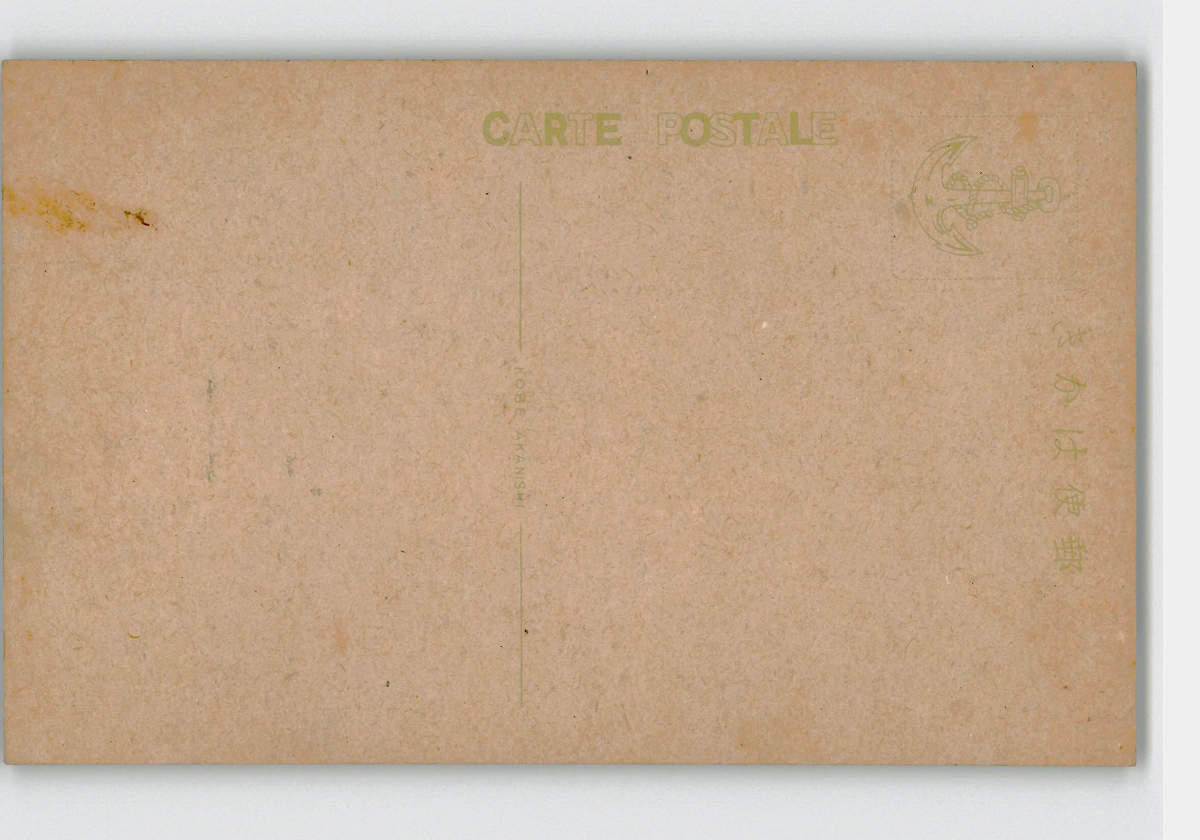 CARTE POSTALE
KOBE AKANISHI
きかは便郵